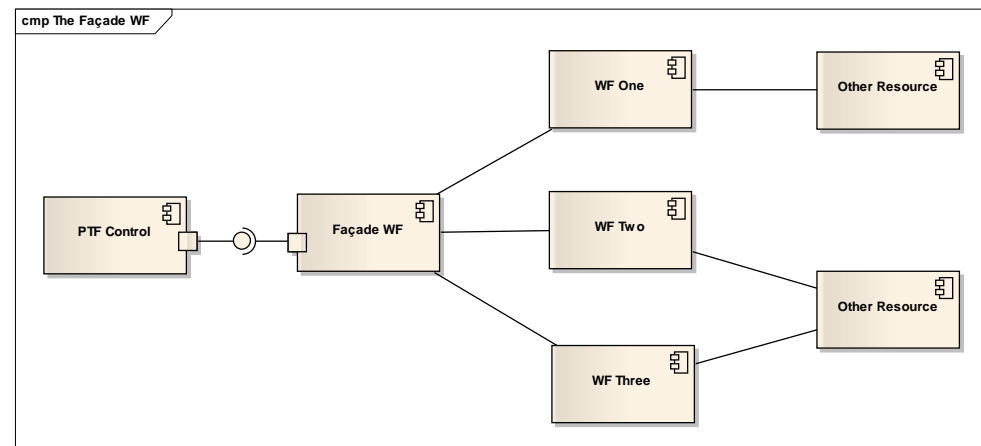 cmp The Façade WF
WF One
Other Resource
PTF Control
Façade WF
WF Two
Other Resource
WF Three